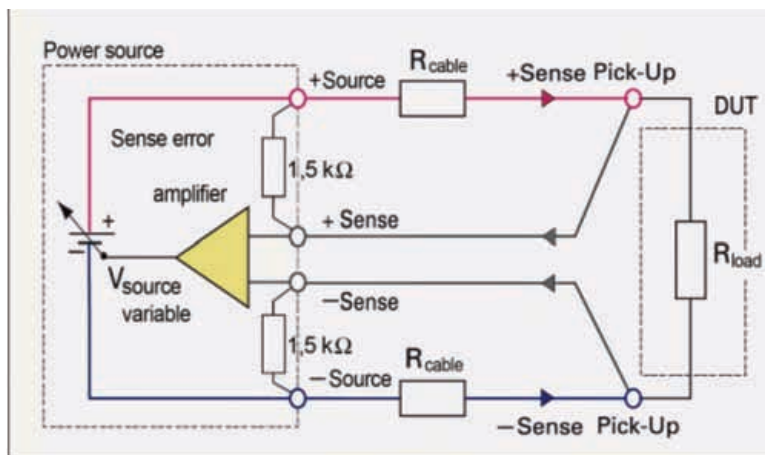 Power source
+Source
Rcable
+Sense Pick-Up
DUT
Sense error
1,5 kΩ
amplifier
+ Sense
+
−
Vsource
variable
−Sense
Rload
1,5 kΩ
−Source
Rcable
−Sense Pick-Up